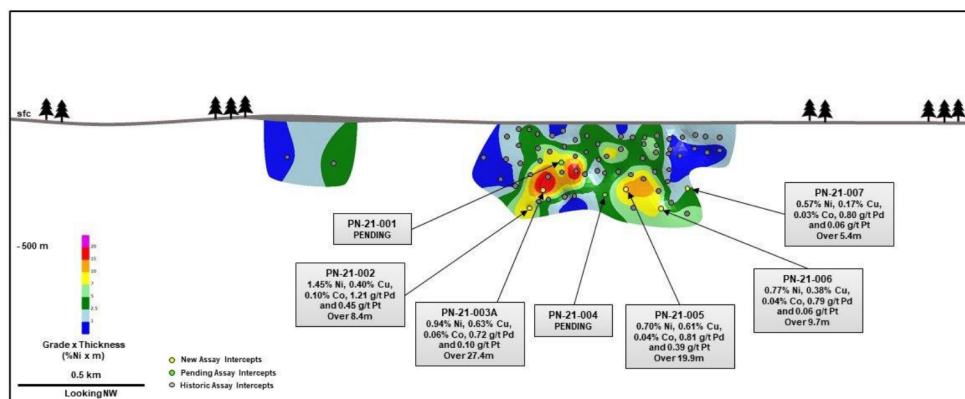 sfc
- 500 m
PN-21-001
PENDING
PN-21-002
1.45% Ni, 0.40% Cu,
0.10% Co, 1.21 g/t Pd
and 0.45 g/t Pt
Over 8.4m
PN-21-003A
0.94% Ni, 0.63% Cu,
0.06% Co, 0.72 g/t Pd
and 0.10 g/t Pt
Over 27.4m
PN-21-004
PENDING
PN-21-005
0.70% Ni, 0.61% Cu,
0.04% Co, 0.81 g/t Pd
and 0.39 g/t Pt
Over 19.9m
PN-21-006
0.77% Ni, 0.38% Cu,
0.04% Co, 0.79 g/t Pd
and 0.06 g/t Pt
Over 9.7m
PN-21-007
0.57% Ni, 0.17% Cu,
0.03% Co, 0.80 g/t Pd
and 0.06 g/t Pt
Over 5.4m
Grade x Thickness
(%Ni x m)
0.5 km
Looking NW
New Assay Intercepts
Pending Assay Intercepts
Historic Assay Intercepts